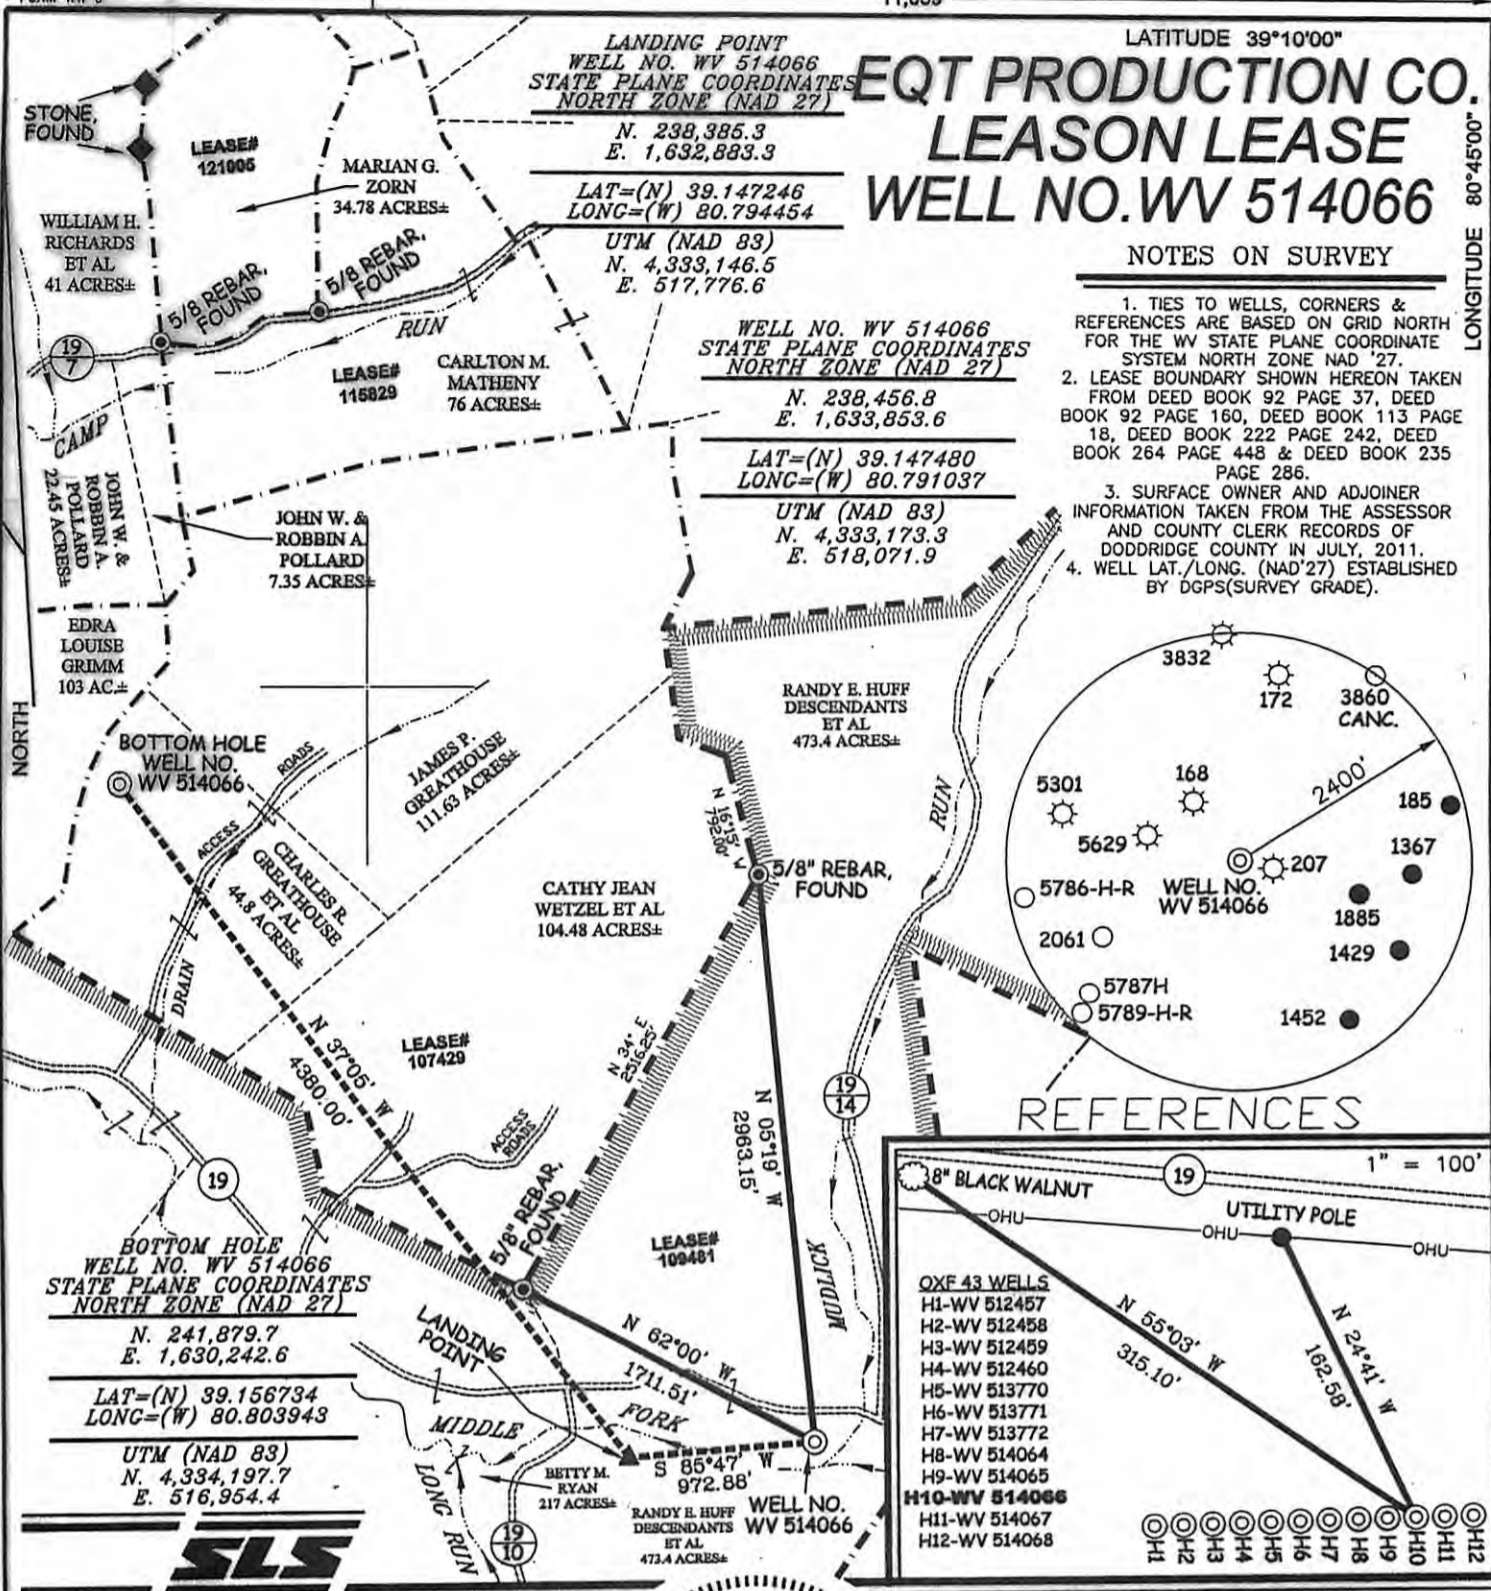 11,059
LATITUDE 39°10'00"
LONGITUDE 80°45'00"
EQT PRODUCTION CO.
LEASON LEASE
WELL NO.WV 514066
NOTES ON SURVEY
1. TIES TO WELLS, CORNERS &
REFERENCES ARE BASED ON GRID NORTH
FOR THE WV STATE PLANE COORDINATE
SYSTEM NORTH ZONE NAD '27.
2. LEASE BOUNDARY SHOWN HEREON TAKEN
FROM DEED BOOK 92 PAGE 37, DEED
BOOK 92 PAGE 160, DEED BOOK 113 PAGE
18, DEED BOOK 222 PAGE 242, DEED
BOOK 264 PAGE 448 & DEED BOOK 235
PAGE 286.
3. SURFACE OWNER AND ADJOINER
INFORMATION TAKEN FROM THE ASSESSOR
AND COUNTY CLERK RECORDS OF
DODDRIDGE COUNTY IN JULY, 2011.
4. WELL LAT./LONG. (NAD'27) ESTABLISHED
BY DGPS(SURVEY GRADE).
LANDING POINT
WELL NO. WV 514066
STATE PLANE COORDINATES
NORTH ZONE (NAD 27)
N. 238,385.3
E. 1,632,883.3
LAT=(N) 39.147246
LONG=(W) 80.794454
UTM (NAD 83)
N. 4,333,146.5
E. 517,776.6
WELL NO. WV 514066
STATE PLANE COORDINATES
NORTH ZONE (NAD 27)
N. 238,456.8
E. 1,633,853.6
LAT=(N) 39.147480
LONG=(W) 80.791037
UTM (NAD 83)
N. 4,333,173.3
E. 518,071.9
STONE,
FOUND
LEASE#
121005
MARIAN G.
ZORN
34.78 ACRES±
WILLIAM H.
RICHARDS
ET AL
41 ACRES±
5/8 REBAR,
FOUND
5/8 REBAR,
FOUND
19
7
CAMP
RUN
LEASE#
115829
CARLTON M.
MATHENY
76 ACRES±
JOHN W. &
ROBBIN A.
POLLARD
22.45 ACRES±
JOHN W. &
ROBBIN A.
POLLARD
7.35 ACRES±
EDRA
LOUISE
GRIMM
103 AC.±
NORTH
BOTTOM HOLE
WELL NO.
WV 514066
ROADS
ACCESS
DRAIN
JAMES P.
GREATHOUSE
111.63 ACRES±
CHARLES R.
GREATHOUSE
ET AL
44.8 ACRES±
CATHY JEAN
WETZEL ET AL
104.48 ACRES±
RANDY E. HUFF
DESCENDANTS
ET AL
473.4 ACRES±
N 16°15' W
792.00'
5/8" REBAR,
FOUND
RUN
3832
172
3860
CANC.
2400'
5301
168
185
5629
1367
207
5786-H-R
WELL NO.
WV 514066
1885
2061
1429
5787H
5789-H-R
1452
N 37°05' W
4380.00'
LEASE#
107429
N 34° E
2516.25'
N 05°19' W
2963.15'
19
14
19
ACCESS
ROADS
5/8" REBAR,
FOUND
LEASE#
109481
MUDLICK
BOTTOM HOLE
WELL NO. WV 514066
STATE PLANE COORDINATES
NORTH ZONE (NAD 27)
N. 241,879.7
E. 1,630,242.6
LAT=(N) 39.156734
LONG=(W) 80.803943
UTM (NAD 83)
N. 4,334,197.7
E. 516,954.4
LANDING
POINT
N 62°00' W
1711.51'
MIDDLE
FORK
S 85°47' W
972.88'
LONG RUN
BETTY M.
RYAN
217 ACRES±
19
10
RANDY E. HUFF
DESCENDANTS
ET AL
473.4 ACRES±
WELL NO.
WV 514066
SLS
REFERENCES
1" = 100'
8" BLACK WALNUT
19
UTILITY POLE
OHU
OHU
OHU
OXF 43 WELLS
H1-WV 512457
H2-WV 512458
H3-WV 512459
H4-WV 512460
H5-WV 513770
H6-WV 513771
H7-WV 513772
H8-WV 514064
H9-WV 514065
H10-WV 514066
H11-WV 514067
H12-WV 514068
N 55°03' W
315.10'
N 24°41' W
162.58'
H1
H2
H3
H4
H5
H6
H7
H8
H9
H10
H11
H12